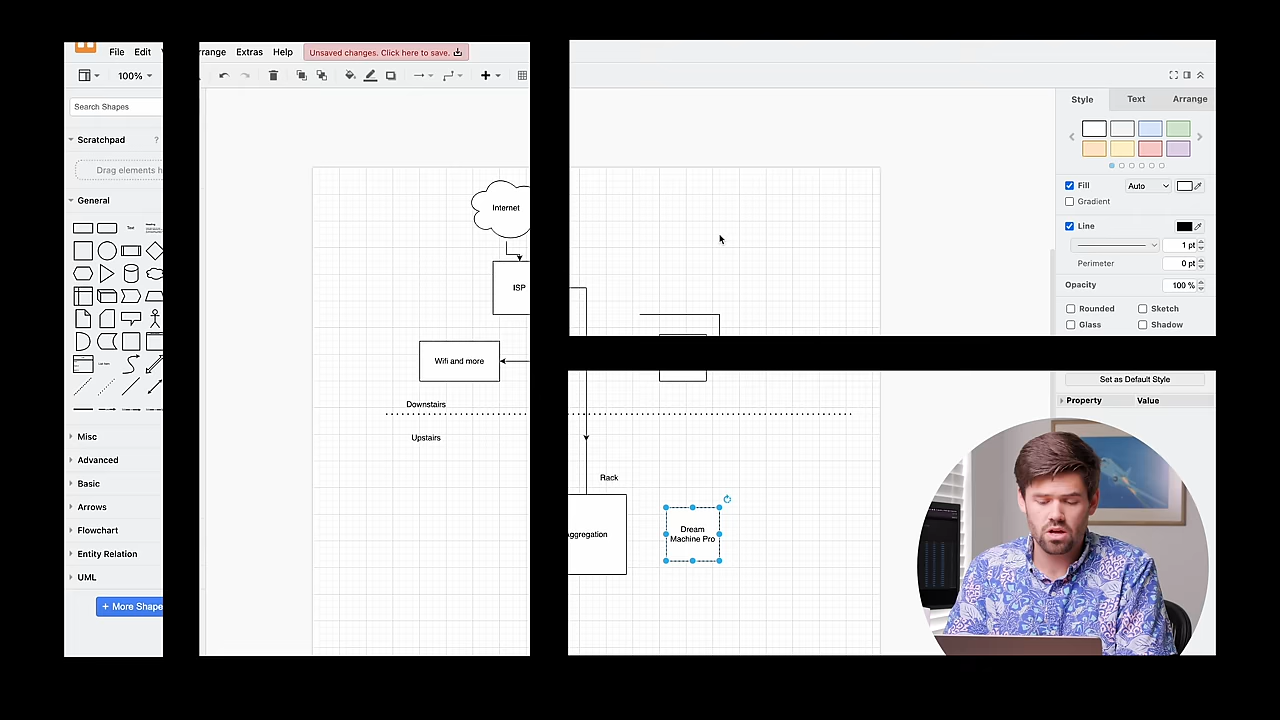 File Edit
rrange Extras Help Unsaved changes. Click here to save.
100%
Search Shapes
Scratchpad ?
Drag elements h
General
Text
Misc
Advanced
Basic
Arrows
Flowchart
Entity Relation
UML
+ More Shape
Internet
ISP
Wifi and more
Downstairs
Upstairs
Rack
Aggregation
Dream
Machine Pro
Style Text Arrange
Fill Auto
Gradient
Line
1 pt
Perimeter 0 pt
Opacity 100 %
Rounded Sketch
Glass Shadow
Set as Default Style
Property Value